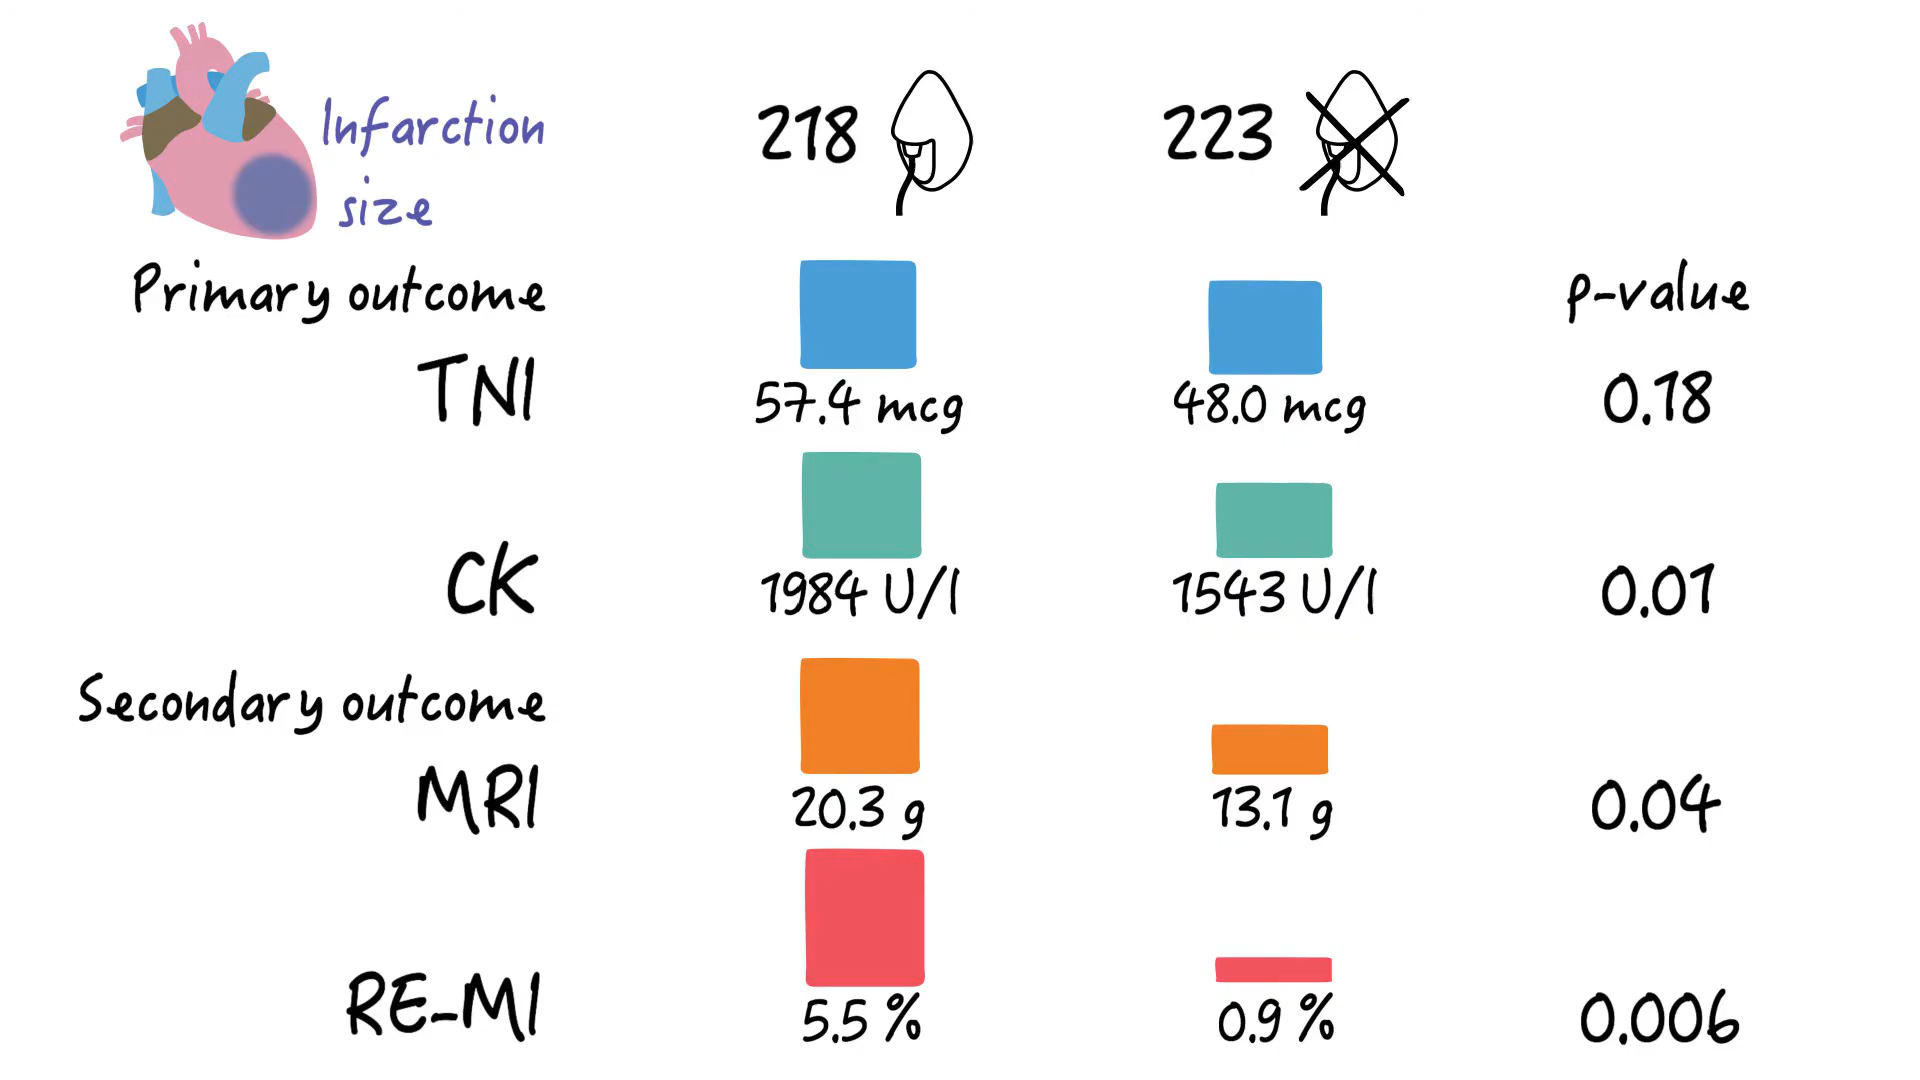 Infarction
size
218
223
Primary outcome
p-value
TNI
57.4 mcg
48.0 mcg
0.18
CK
1984 U/l
1543 U/l
0.01
Secondary outcome
MRI
20.3 g
13.1 g
0.04
RE-MI
5.5 %
0.9 %
0.006